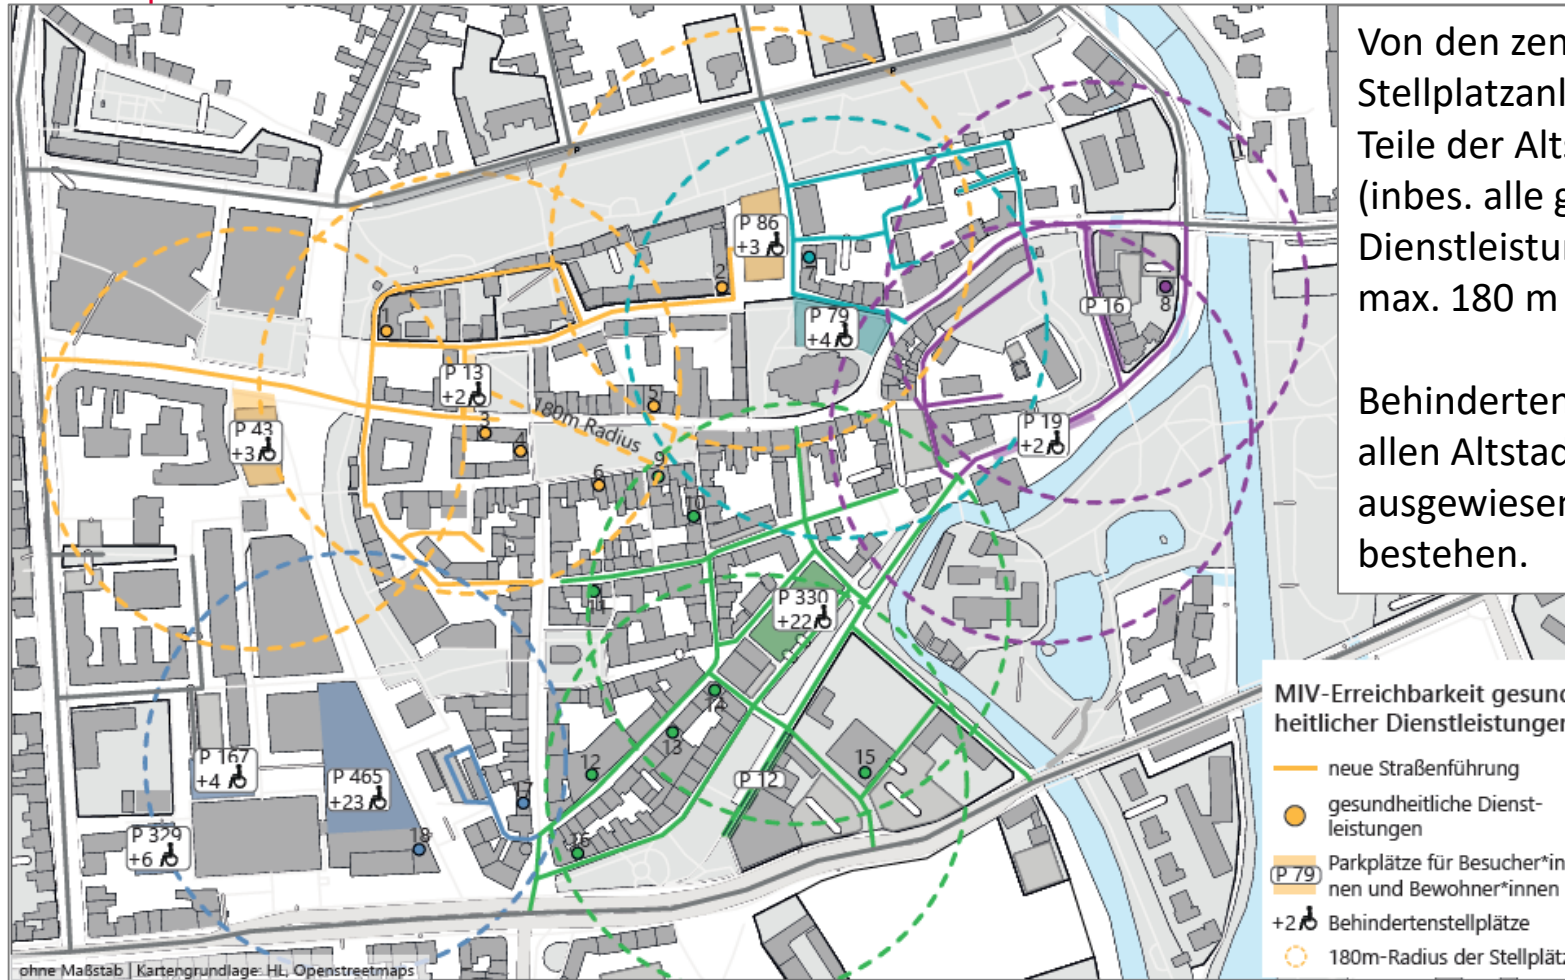 Von den zen
Stellplatzanl
Teile der Alts
(inbes. alle g
Dienstleistu
max. 180 m
Behinderten
allen Altstad
ausgewiesen
bestehen.
P
P
P 86
+3
2
7
P 79
+4
P 16
8
1
P 13
+2
5
180m-Radius
3
4
P 43
+3
P 19
+2
6
9
10
11
P 330
+22
14
13
12
15
P 12
P 167
+4
P 465
+23
17
P 329
+6
18
16
MIV-Erreichbarkeit gesund
heitlicher Dienstleistungen
neue Straßenführung
gesundheitliche Dienst-
leistungen
P 79
Parkplätze für Besucher*in
nen und Bewohner*innen
+2
Behindertenstellplätze
180m-Radius der Stellplät
ohne Maßstab | Kartengrundlage: HL, Openstreetmaps